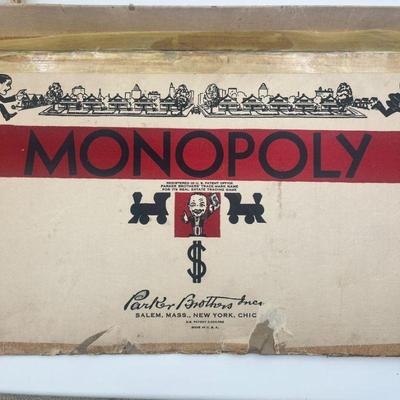 MONOPOLY
REGISTERED IN U. S. PATENT OFFICE
PARKER BROTHERS' TRADE-MARK NAME
FOR ITS REAL ESTATE TRADING GAME
$
Parker Brothers Inc.
SALEM, MASS., NEW YORK, CHIC
U.S. PATENT
MADE IN U. S. A.